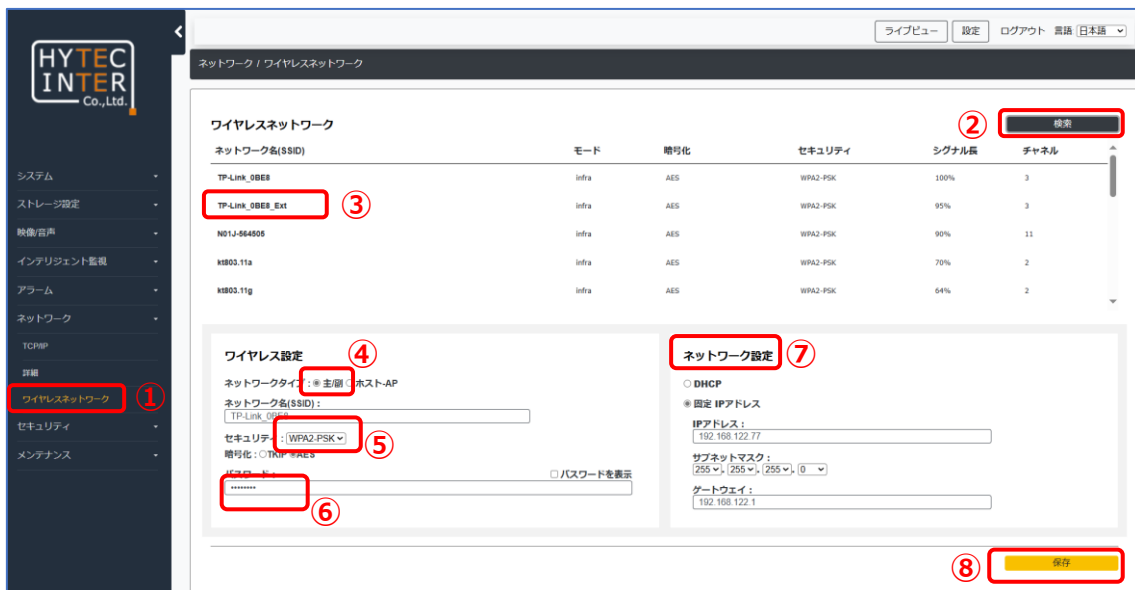 HYTEC
INTER
Co.,Ltd.
ライブビュー 設定 ログアウト 言語 日本語
ネットワーク / ワイヤレスネットワーク
ワイヤレスネットワーク ② 検索
ネットワーク名(SSID) モード 暗号化 セキュリティ シグナル長 チャネル
TP-Link_0BE8 infra AES WPA2-PSK 100% 3
TP-Link_0BE8_Ext ③ infra AES WPA2-PSK 95% 3
N01J-564505 infra AES WPA2-PSK 90% 11
kt803.11a infra AES WPA2-PSK 70% 2
kt803.11g infra AES WPA2-PSK 64% 2
システム
ストレージ設定
映像/音声
インテリジェント監視
アラーム
ネットワーク
TCP/IP
詳細
ワイヤレスネットワーク ①
セキュリティ
メンテナンス
ワイヤレス設定 ④
ネットワークタイプ : 主/副 ホスト-AP
ネットワーク名(SSID) :
TP-Link_0BE8
セキュリティ : WPA2-PSK ⑤
暗号化 : TKIP AES
パスワード : パスワードを表示
•••••••• ⑥
ネットワーク設定 ⑦
DHCP
固定 IPアドレス
IPアドレス :
192.168.122.77
サブネットマスク :
255 . 255 . 255 . 0
ゲートウェイ :
192.168.122.1
⑧ 保存